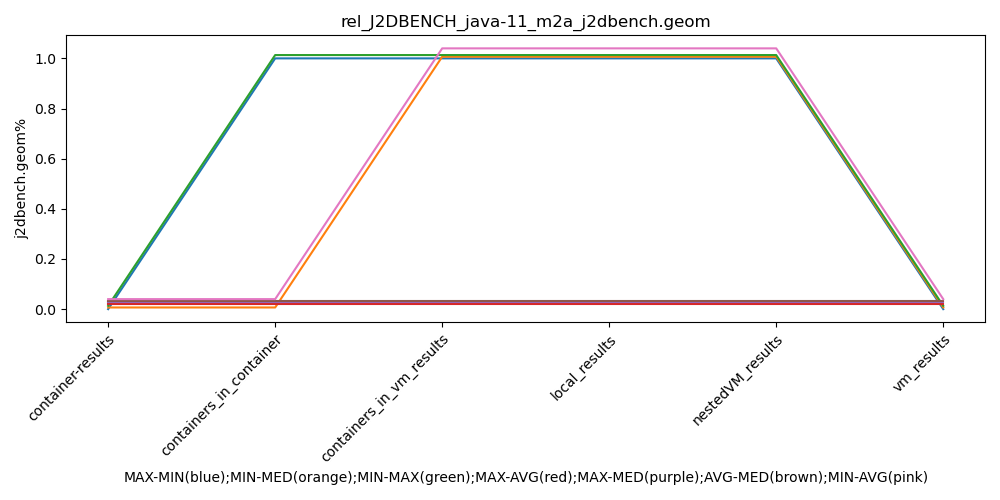 rel_J2DBENCH_java-11_m2a_j2dbench.geom
j2dbench.geom%
1.0
0.8
0.6
0.4
0.2
0.0
container-results
containers_in_container
containers_in_vm_results
local_results
nestedVM_results
vm_results
MAX-MIN(blue);MIN-MED(orange);MIN-MAX(green);MAX-AVG(red);MAX-MED(purple);AVG-MED(brown);MIN-AVG(pink)